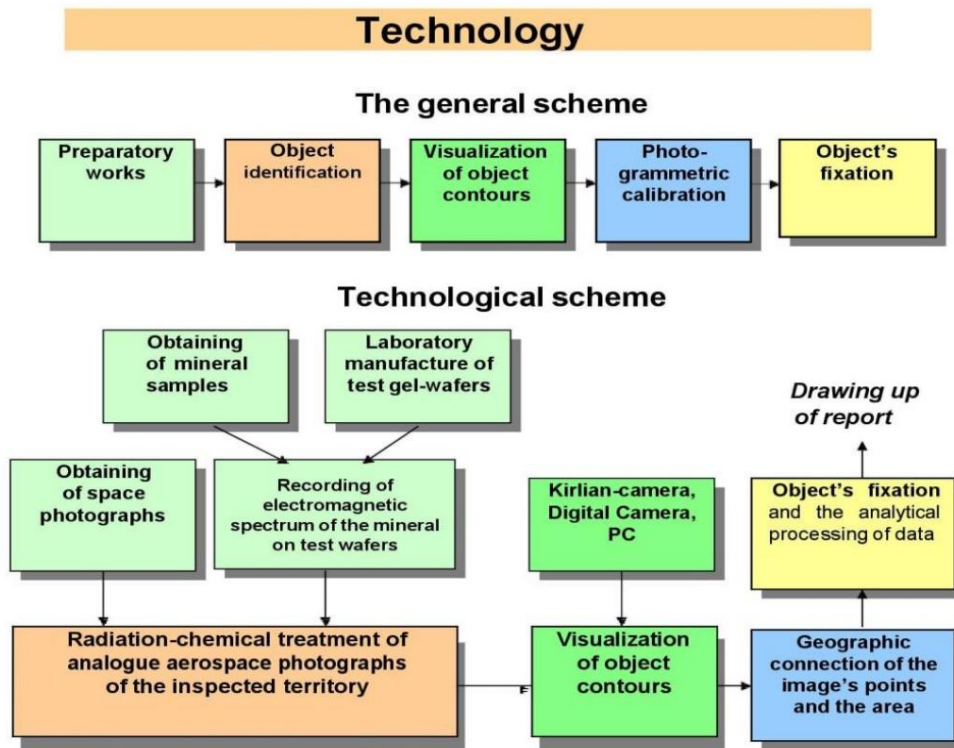 Technology
The general scheme
Preparatory
works
Object
identification
Visualization
of object
contours
Photo-
grammetric
calibration
Object's
fixation
Technological scheme
Obtaining
of mineral
samples
Laboratory
manufacture of
test gel-wafers
Drawing up
of report
Obtaining
of space
photographs
Recording of
electromagnetic
spectrum of the mineral
on test wafers
Kirlian-camera,
Digital Camera,
PC
Object's fixation
and the analytical
processing of data
Radiation-chemical treatment of
analogue aerospace photographs
of the inspected territory
Visualization
of object
contours
Geographic
connection of the
image's points
and the area